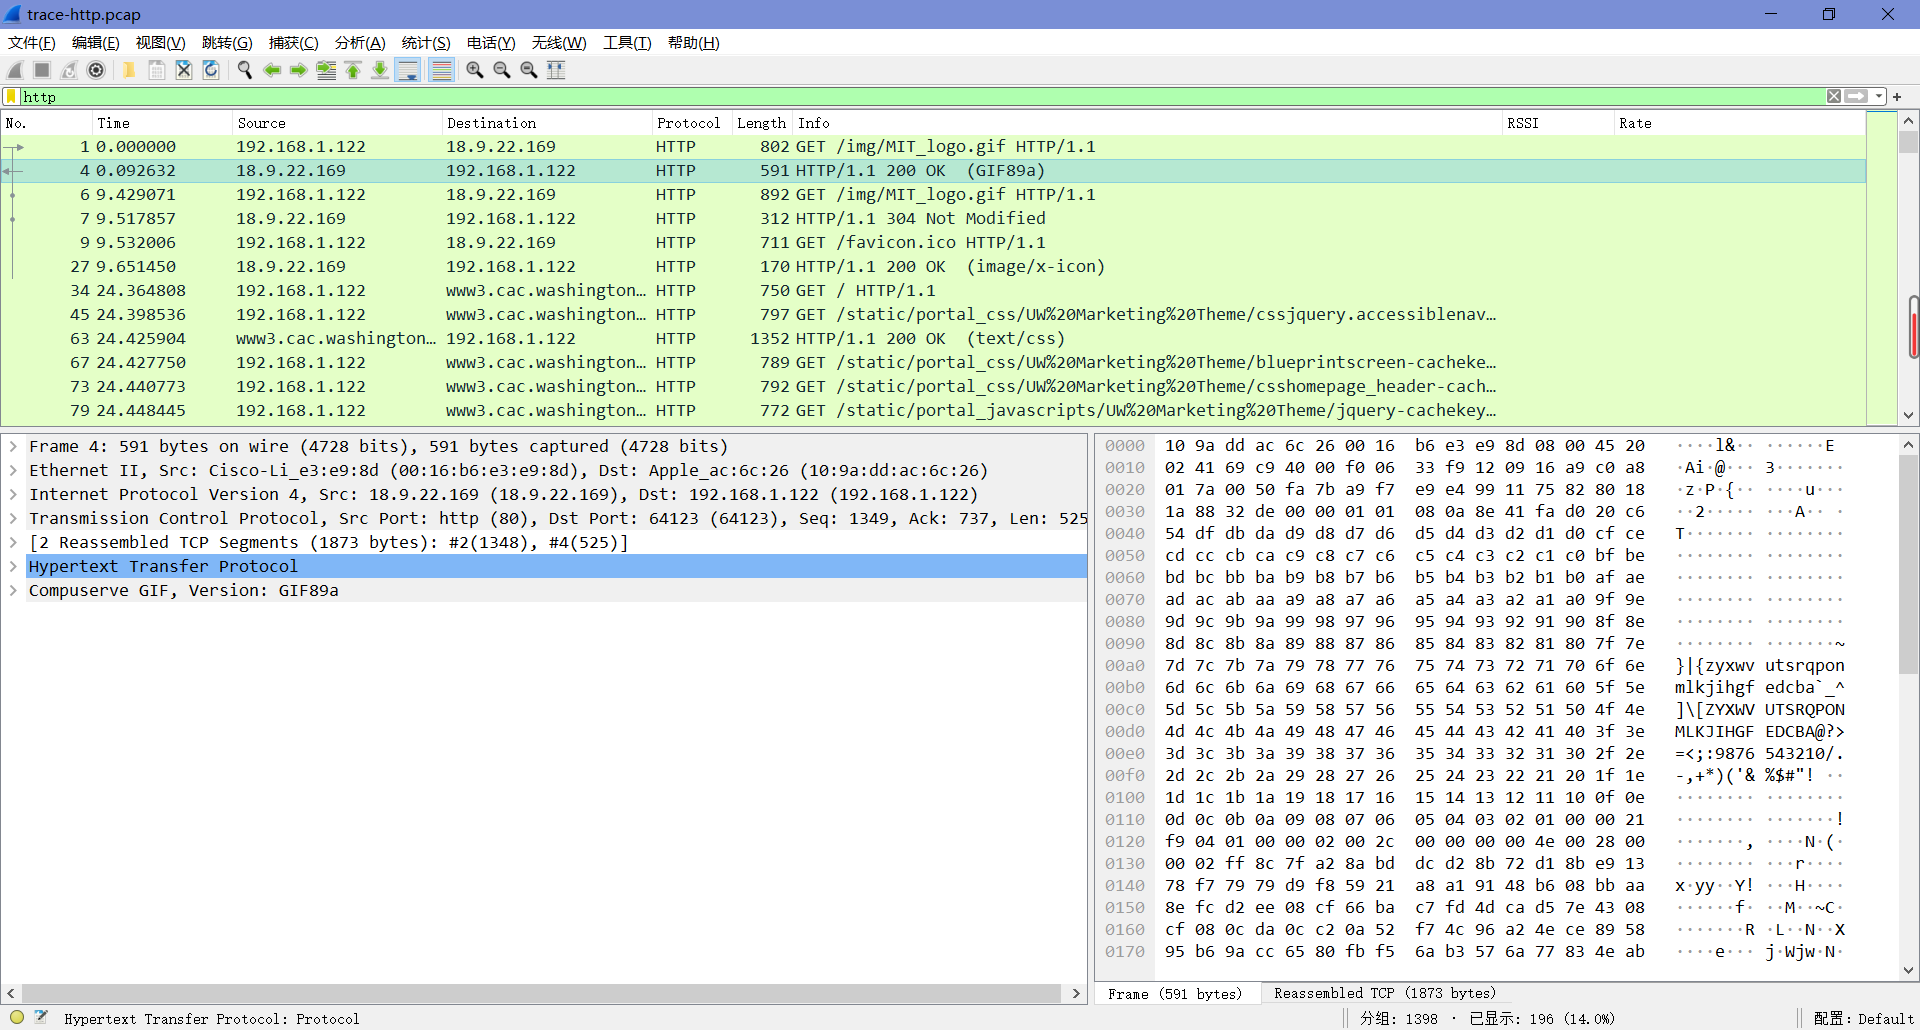 trace-http.pcap
文件(F) 编辑(E) 视图(V) 跳转(G) 捕获(C) 分析(A) 统计(S) 电话(Y) 无线(W) 工具(T) 帮助(H)
http
No. Time Source Destination Protocol Length Info RSSI Rate
1 0.000000 192.168.1.122 18.9.22.169 HTTP 802 GET /img/MIT_logo.gif HTTP/1.1
4 0.092632 18.9.22.169 192.168.1.122 HTTP 591 HTTP/1.1 200 OK (GIF89a)
6 9.429071 192.168.1.122 18.9.22.169 HTTP 892 GET /img/MIT_logo.gif HTTP/1.1
7 9.517857 18.9.22.169 192.168.1.122 HTTP 312 HTTP/1.1 304 Not Modified
9 9.532006 192.168.1.122 18.9.22.169 HTTP 711 GET /favicon.ico HTTP/1.1
27 9.651450 18.9.22.169 192.168.1.122 HTTP 170 HTTP/1.1 200 OK (image/x-icon)
34 24.364808 192.168.1.122 www3.cac.washington… HTTP 750 GET / HTTP/1.1
45 24.398536 192.168.1.122 www3.cac.washington… HTTP 797 GET /static/portal_css/UW%20Marketing%20Theme/cssjquery.accessiblenav…
63 24.425904 www3.cac.washington… 192.168.1.122 HTTP 1352 HTTP/1.1 200 OK (text/css)
67 24.427750 192.168.1.122 www3.cac.washington… HTTP 789 GET /static/portal_css/UW%20Marketing%20Theme/blueprintscreen-cacheke…
73 24.440773 192.168.1.122 www3.cac.washington… HTTP 792 GET /static/portal_css/UW%20Marketing%20Theme/csshomepage_header-cach…
79 24.448445 192.168.1.122 www3.cac.washington… HTTP 772 GET /static/portal_javascripts/UW%20Marketing%20Theme/jquery-cachekey…
Frame 4: 591 bytes on wire (4728 bits), 591 bytes captured (4728 bits)
Ethernet II, Src: Cisco-Li_e3:e9:8d (00:16:b6:e3:e9:8d), Dst: Apple_ac:6c:26 (10:9a:dd:ac:6c:26)
Internet Protocol Version 4, Src: 18.9.22.169 (18.9.22.169), Dst: 192.168.1.122 (192.168.1.122)
Transmission Control Protocol, Src Port: http (80), Dst Port: 64123 (64123), Seq: 1349, Ack: 737, Len: 525
[2 Reassembled TCP Segments (1873 bytes): #2(1348), #4(525)]
Hypertext Transfer Protocol
Compuserve GIF, Version: GIF89a
0000 10 9a dd ac 6c 26 00 16 b6 e3 e9 8d 08 00 45 20 ····l&·· ······E
0010 02 41 69 c9 40 00 f0 06 33 f9 12 09 16 a9 c0 a8 ·Ai·@··· 3·······
0020 01 7a 00 50 fa 7b a9 f7 e9 e4 99 11 75 82 80 18 ·z·P·{·· ····u···
0030 1a 88 32 de 00 00 01 01 08 0a 8e 41 fa d0 20 c6 ··2····· ···A·· ·
0040 54 df db da d9 d8 d7 d6 d5 d4 d3 d2 d1 d0 cf ce T······· ········
0050 cd cc cb ca c9 c8 c7 c6 c5 c4 c3 c2 c1 c0 bf be ········ ········
0060 bd bc bb ba b9 b8 b7 b6 b5 b4 b3 b2 b1 b0 af ae ········ ········
0070 ad ac ab aa a9 a8 a7 a6 a5 a4 a3 a2 a1 a0 9f 9e ········ ········
0080 9d 9c 9b 9a 99 98 97 96 95 94 93 92 91 90 8f 8e ········ ········
0090 8d 8c 8b 8a 89 88 87 86 85 84 83 82 81 80 7f 7e ········ ·······~
00a0 7d 7c 7b 7a 79 78 77 76 75 74 73 72 71 70 6f 6e }|{zyxwv utsrqpon
00b0 6d 6c 6b 6a 69 68 67 66 65 64 63 62 61 60 5f 5e mlkjihgf edcba`_^
00c0 5d 5c 5b 5a 59 58 57 56 55 54 53 52 51 50 4f 4e ]\[ZYXWV UTSRQPON
00d0 4d 4c 4b 4a 49 48 47 46 45 44 43 42 41 40 3f 3e MLKJIHGF EDCBA@?>
00e0 3d 3c 3b 3a 39 38 37 36 35 34 33 32 31 30 2f 2e =<;:9876 543210/.
00f0 2d 2c 2b 2a 29 28 27 26 25 24 23 22 21 20 1f 1e -,+*)('& %$#"! ··
0100 1d 1c 1b 1a 19 18 17 16 15 14 13 12 11 10 0f 0e ········ ········
0110 0d 0c 0b 0a 09 08 07 06 05 04 03 02 01 00 00 21 ········ ·······!
0120 f9 04 01 00 00 02 00 2c 00 00 00 00 4e 00 28 00 ·······, ····N·(·
0130 00 02 ff 8c 7f a2 8a bd dc d2 8b 72 d1 8b e9 13 ········ ···r····
0140 78 f7 79 79 d9 f8 59 21 a8 a1 91 48 b6 08 bb aa x·yy··Y! ···H····
0150 8e fc d2 ee 08 cf 66 ba c7 fd 4d ca d5 7e 43 08 ······f· ··M··~C·
0160 cf 08 0c da 0c c2 0a 52 f7 4c 96 a2 4e ce 89 58 ·······R ·L··N··X
0170 95 b6 9a cc 65 80 fb f5 6a b3 57 6a 77 83 4e ab ····e··· j·Wjw·N·
Frame (591 bytes) Reassembled TCP (1873 bytes)
Hypertext Transfer Protocol: Protocol 分组: 1398 · 已显示: 196 (14.0%) 配置: Default